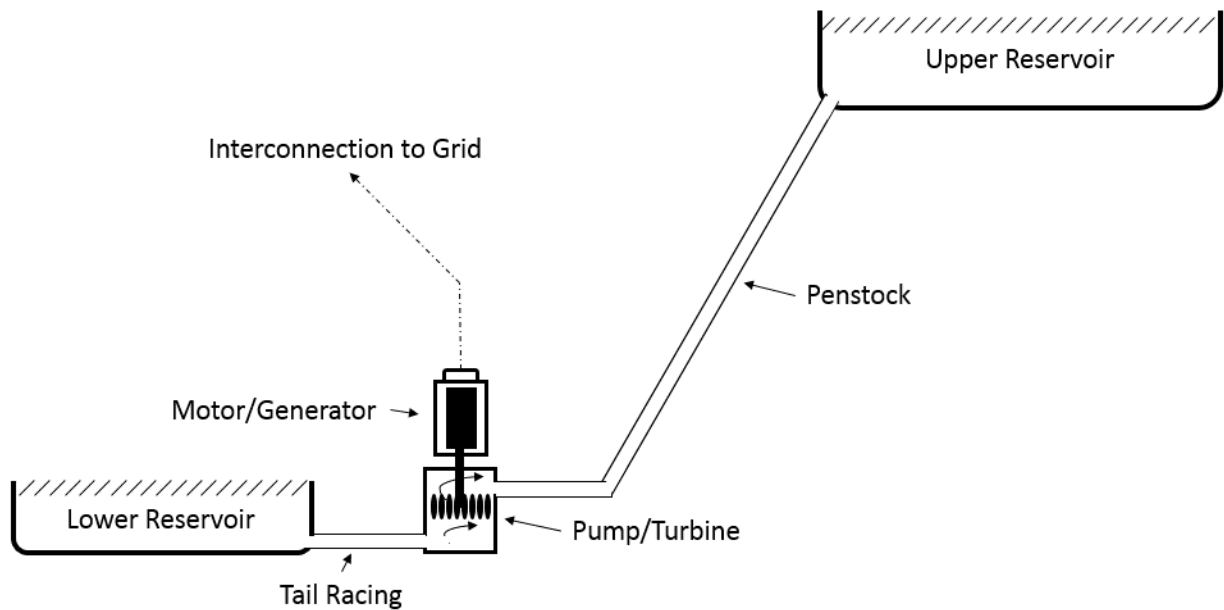 Upper Reservoir
Interconnection to Grid
Penstock
Motor/Generator
Lower Reservoir
Pump/Turbine
Tail Racing